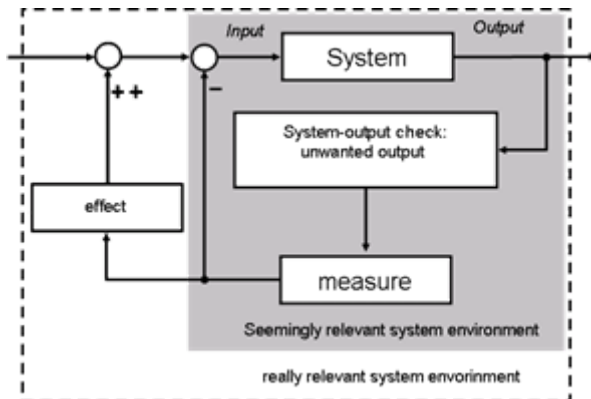 Input
Output
System
+ +
−
System-output check:
unwanted output
effect
measure
Seemingly relevant system environment
really relevant system envorinment